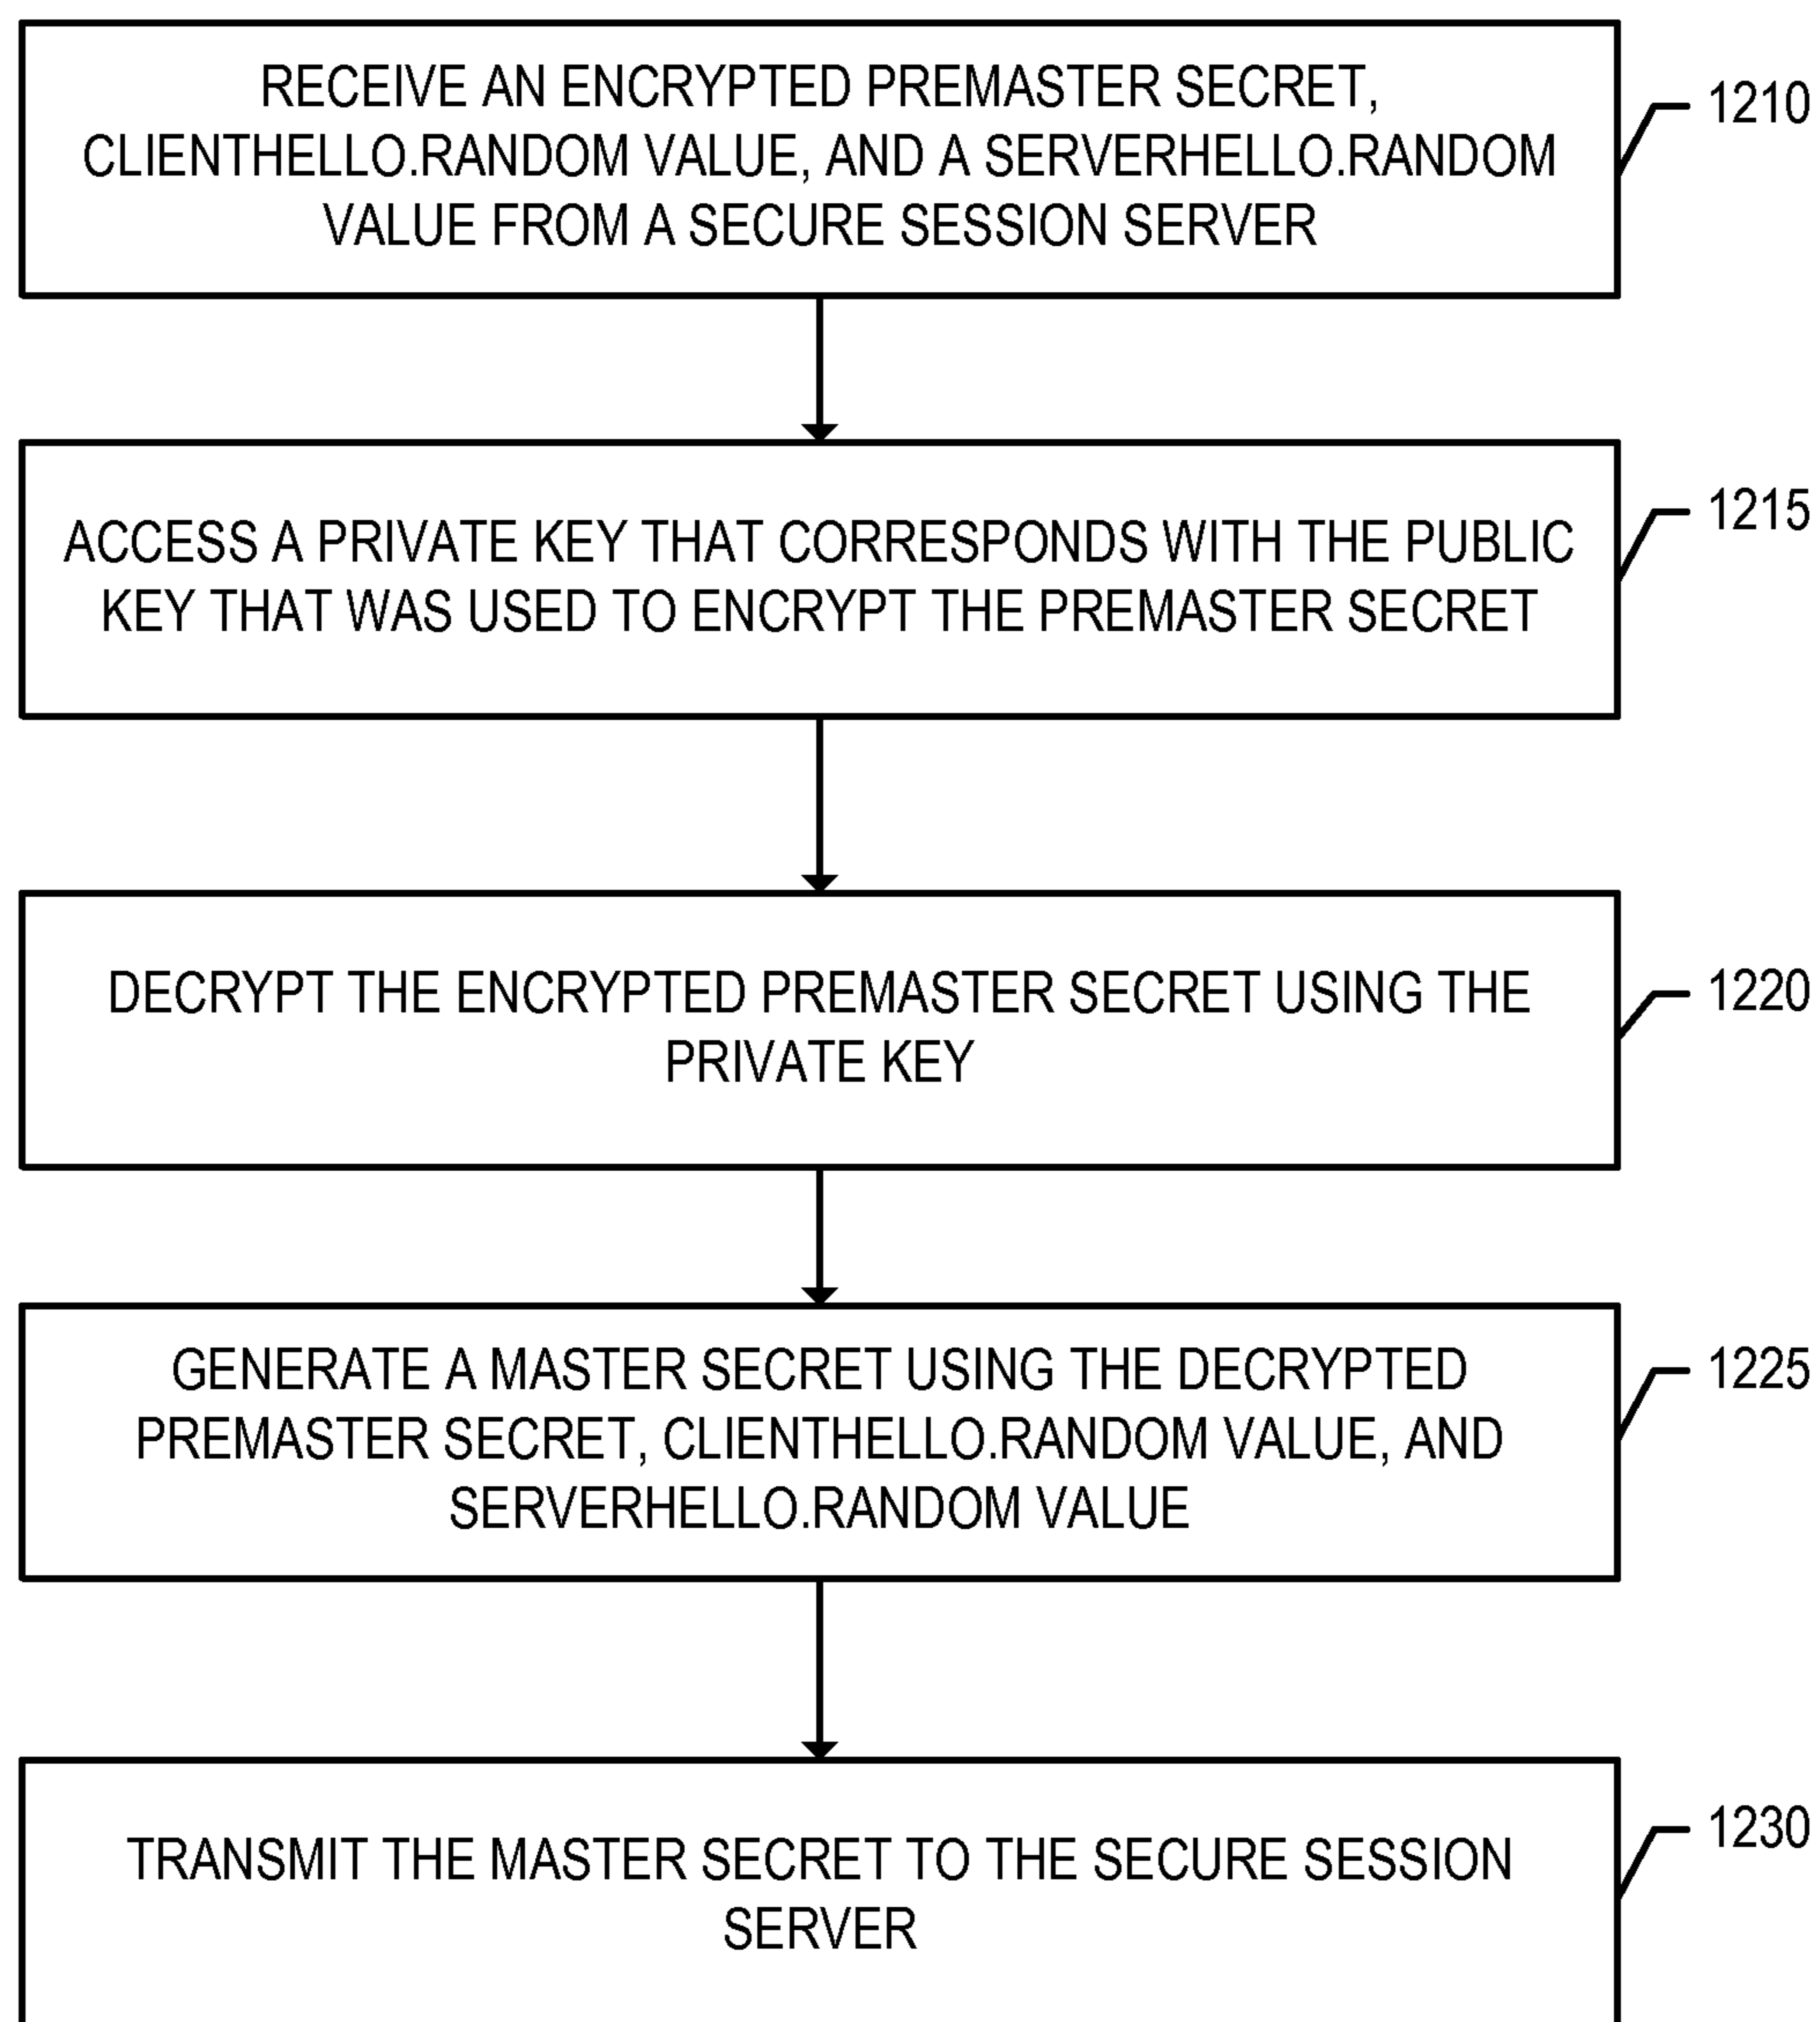 RECEIVE AN ENCRYPTED PREMASTER SECRET,
CLIENTHELLO.RANDOM VALUE, AND A SERVERHELLO.RANDOM
VALUE FROM A SECURE SESSION SERVER
1210
ACCESS A PRIVATE KEY THAT CORRESPONDS WITH THE PUBLIC
KEY THAT WAS USED TO ENCRYPT THE PREMASTER SECRET
1215
DECRYPT THE ENCRYPTED PREMASTER SECRET USING THE
PRIVATE KEY
1220
GENERATE A MASTER SECRET USING THE DECRYPTED
PREMASTER SECRET, CLIENTHELLO.RANDOM VALUE, AND
SERVERHELLO.RANDOM VALUE
1225
TRANSMIT THE MASTER SECRET TO THE SECURE SESSION
SERVER
1230